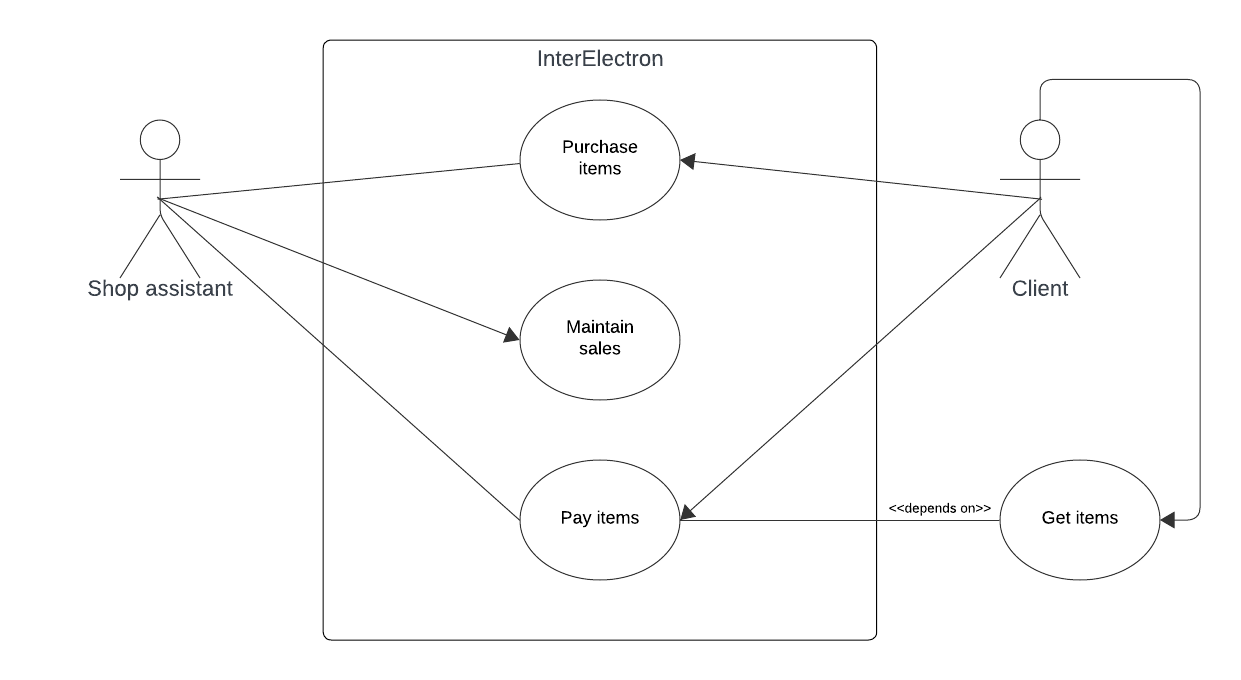 InterElectron
Purchase
items
Shop assistant
Client
Maintain
sales
<<depends on>>
Pay items
Get items